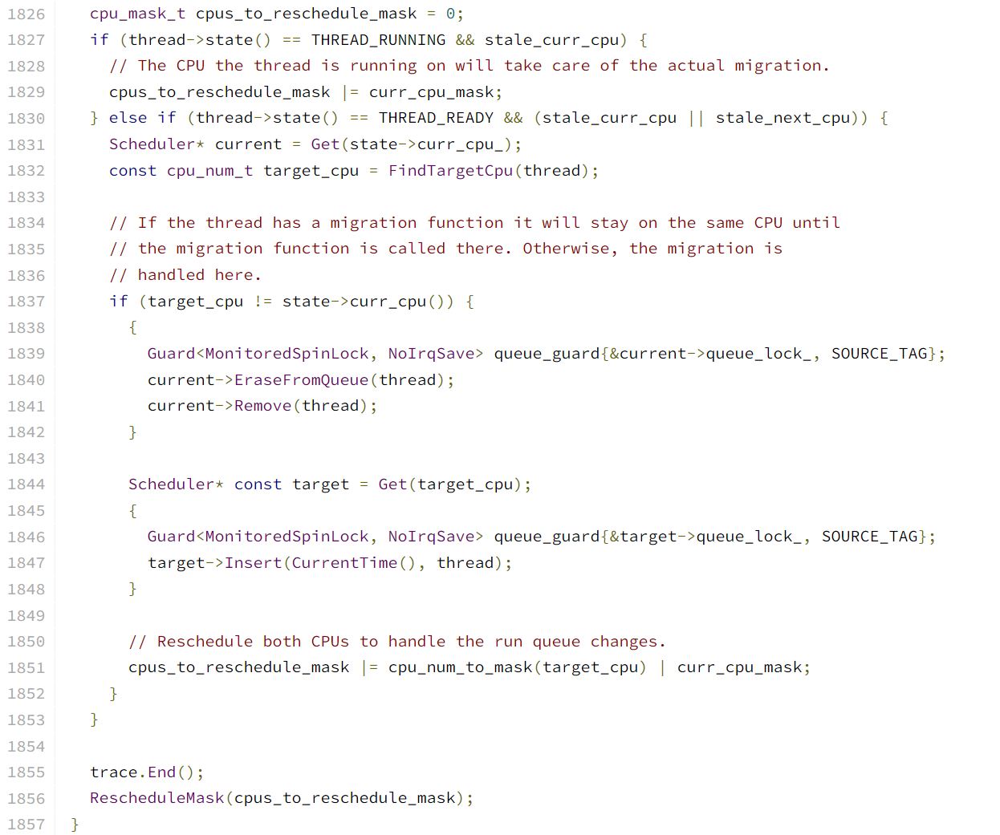 1826 cpu_mask_t cpus_to_reschedule_mask = 0;
1827 if (thread->state() == THREAD_RUNNING && stale_curr_cpu) {
1828 // The CPU the thread is running on will take care of the actual migration.
1829 cpus_to_reschedule_mask |= curr_cpu_mask;
1830 } else if (thread->state() == THREAD_READY && (stale_curr_cpu || stale_next_cpu)) {
1831 Scheduler* current = Get(state->curr_cpu_);
1832 const cpu_num_t target_cpu = FindTargetCpu(thread);
1833
1834 // If the thread has a migration function it will stay on the same CPU until
1835 // the migration function is called there. Otherwise, the migration is
1836 // handled here.
1837 if (target_cpu != state->curr_cpu()) {
1838 {
1839 Guard<MonitoredSpinLock, NoIrqSave> queue_guard{&current->queue_lock_, SOURCE_TAG};
1840 current->EraseFromQueue(thread);
1841 current->Remove(thread);
1842 }
1843
1844 Scheduler* const target = Get(target_cpu);
1845 {
1846 Guard<MonitoredSpinLock, NoIrqSave> queue_guard{&target->queue_lock_, SOURCE_TAG};
1847 target->Insert(CurrentTime(), thread);
1848 }
1849
1850 // Reschedule both CPUs to handle the run queue changes.
1851 cpus_to_reschedule_mask |= cpu_num_to_mask(target_cpu) | curr_cpu_mask;
1852 }
1853 }
1854
1855 trace.End();
1856 RescheduleMask(cpus_to_reschedule_mask);
1857 }